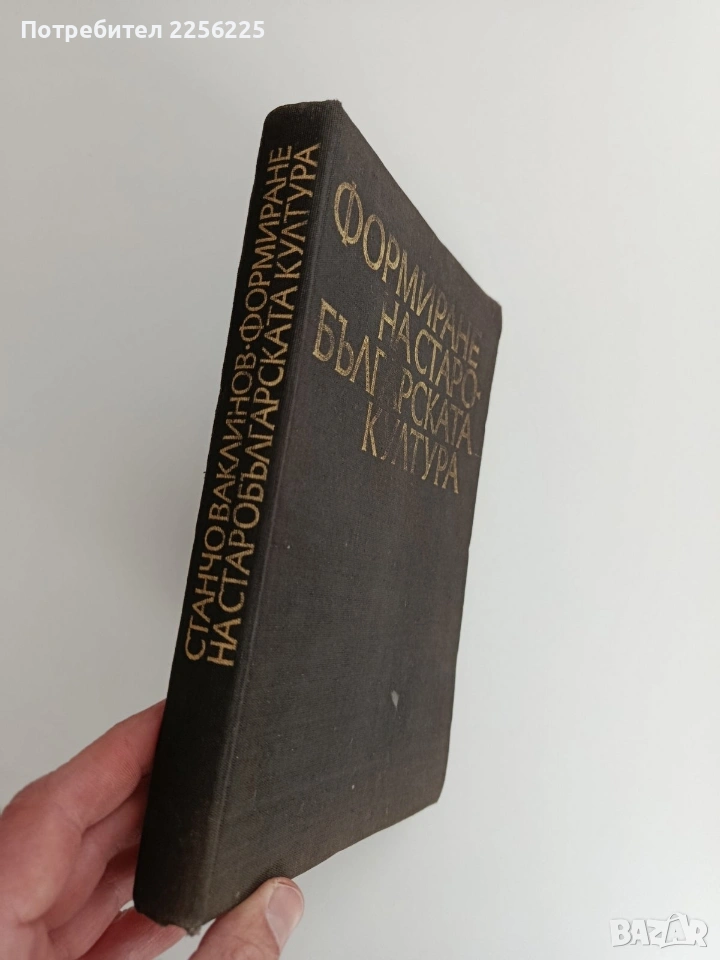 Потребител 2256225
СТАНЧО ВАКЛИНОВ·ФОРМИРАНЕ
НА СТАРОБЪЛГАРСКАТА КУЛТУРА
ФОРМИРАНЕ
НА СТАРО-
БЪЛГАРСКАТА
КУЛТУРА
BAZAR